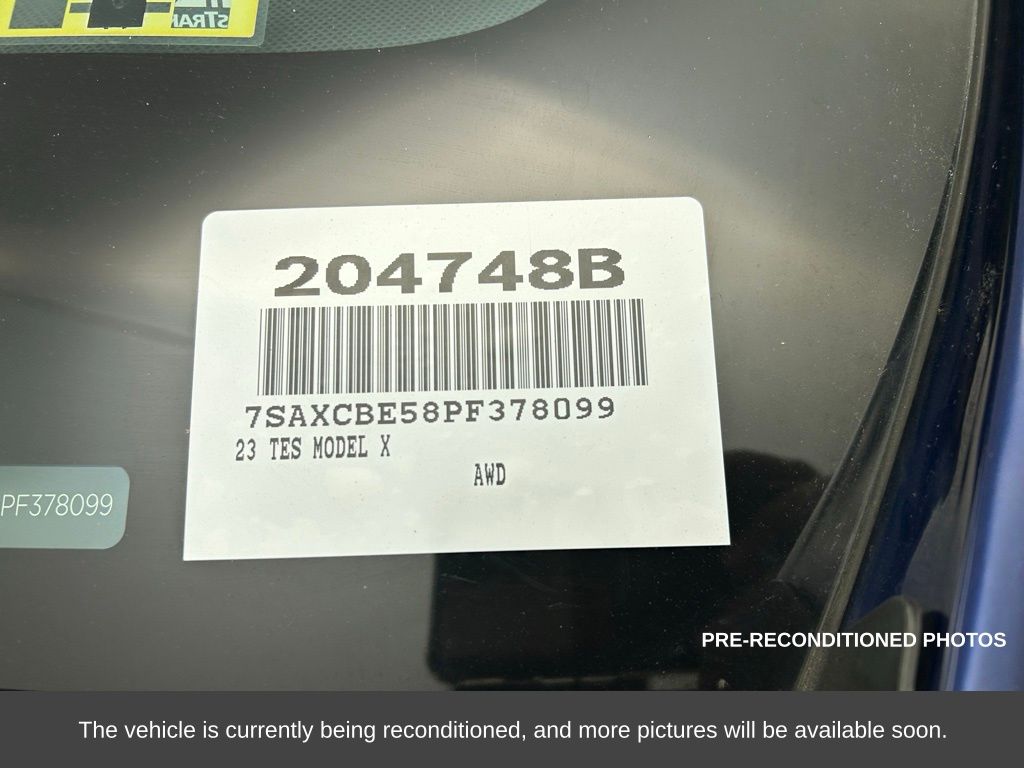 204748B
7SAXCBE58PF378099
23 TES MODEL X
AWD
PF378099
PRE-RECONDITIONED PHOTOS
The vehicle is currently being reconditioned, and more pictures will be available soon.